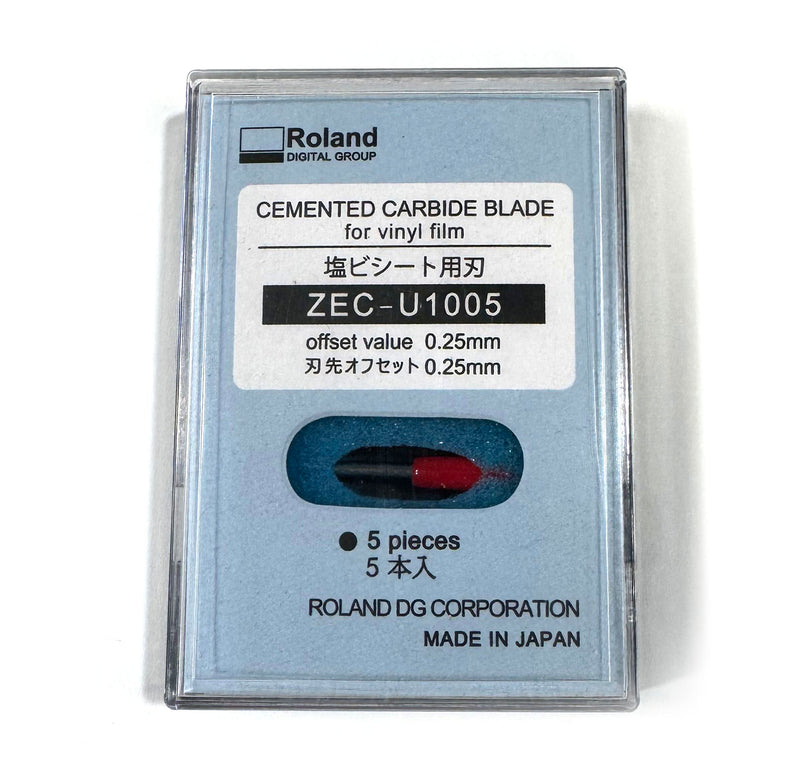 Roland
DIGITAL GROUP
CEMENTED CARBIDE BLADE
for vinyl film
塩ビシート用刃
ZEC-U1005
offset value 0.25mm
刃先オフセット 0.25mm
● 5 pieces
5 本入
ROLAND DG CORPORATION
MADE IN JAPAN